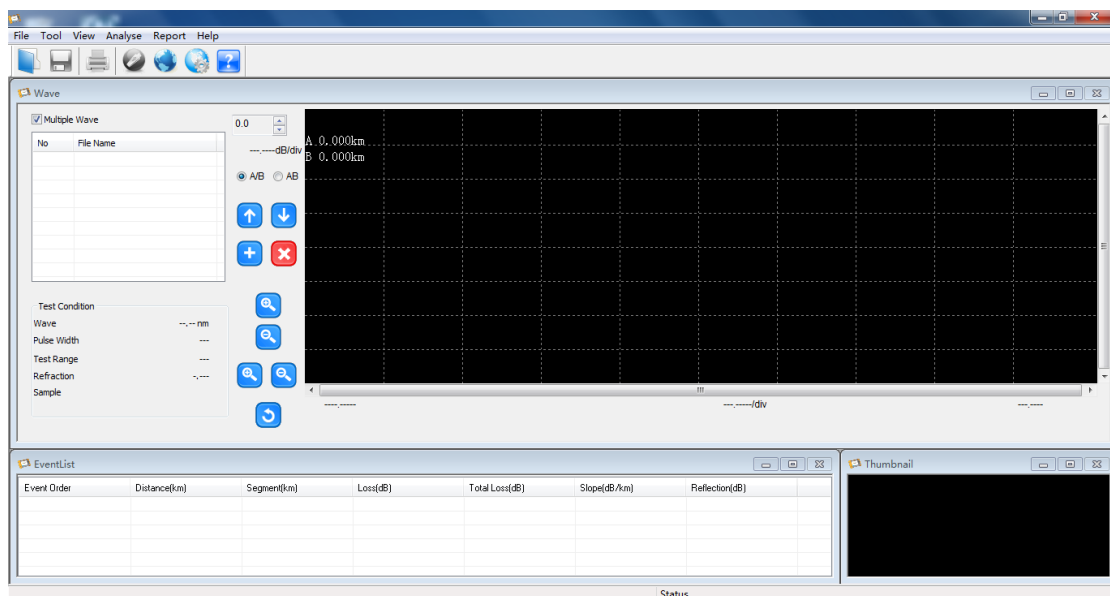 File Tool View Analyse Report Help
Wave
Multiple Wave
No File Name
0.0
---.----dB/div
A/B AB
A 0.000km
B 0.000km
Test Condition
Wave --.-- nm
Pulse Width ---
Test Range ---
Refraction -.---
Sample
----.----- ---.-----/div ---.----
EventList
Event Order Distance(km) Segment(km) Loss(dB) Total Loss(dB) Slope(dB/km) Reflection(dB)
Thumbnail
Status